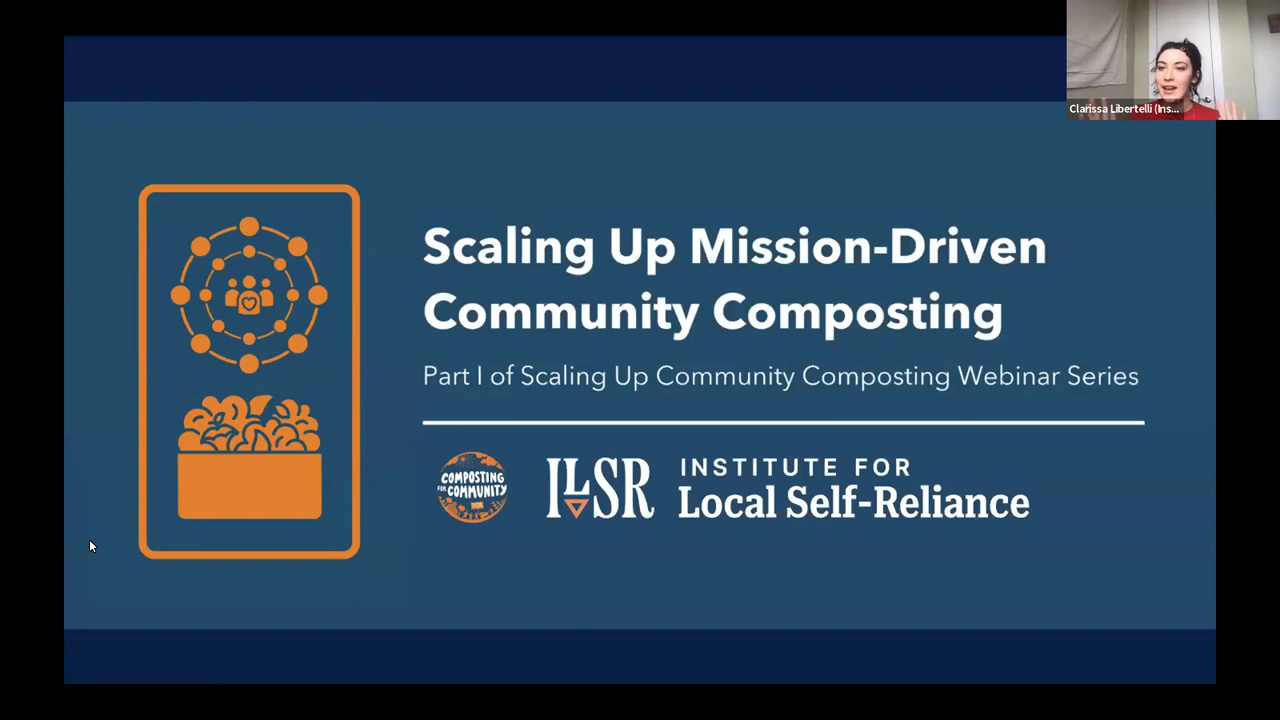 Clarissa Libertelli (Ins...
Scaling Up Mission-Driven
Community Composting
Part I of Scaling Up Community Composting Webinar Series
COMPOSTING
FOR COMMUNITY
ILSR
INSTITUTE FOR
Local Self-Reliance